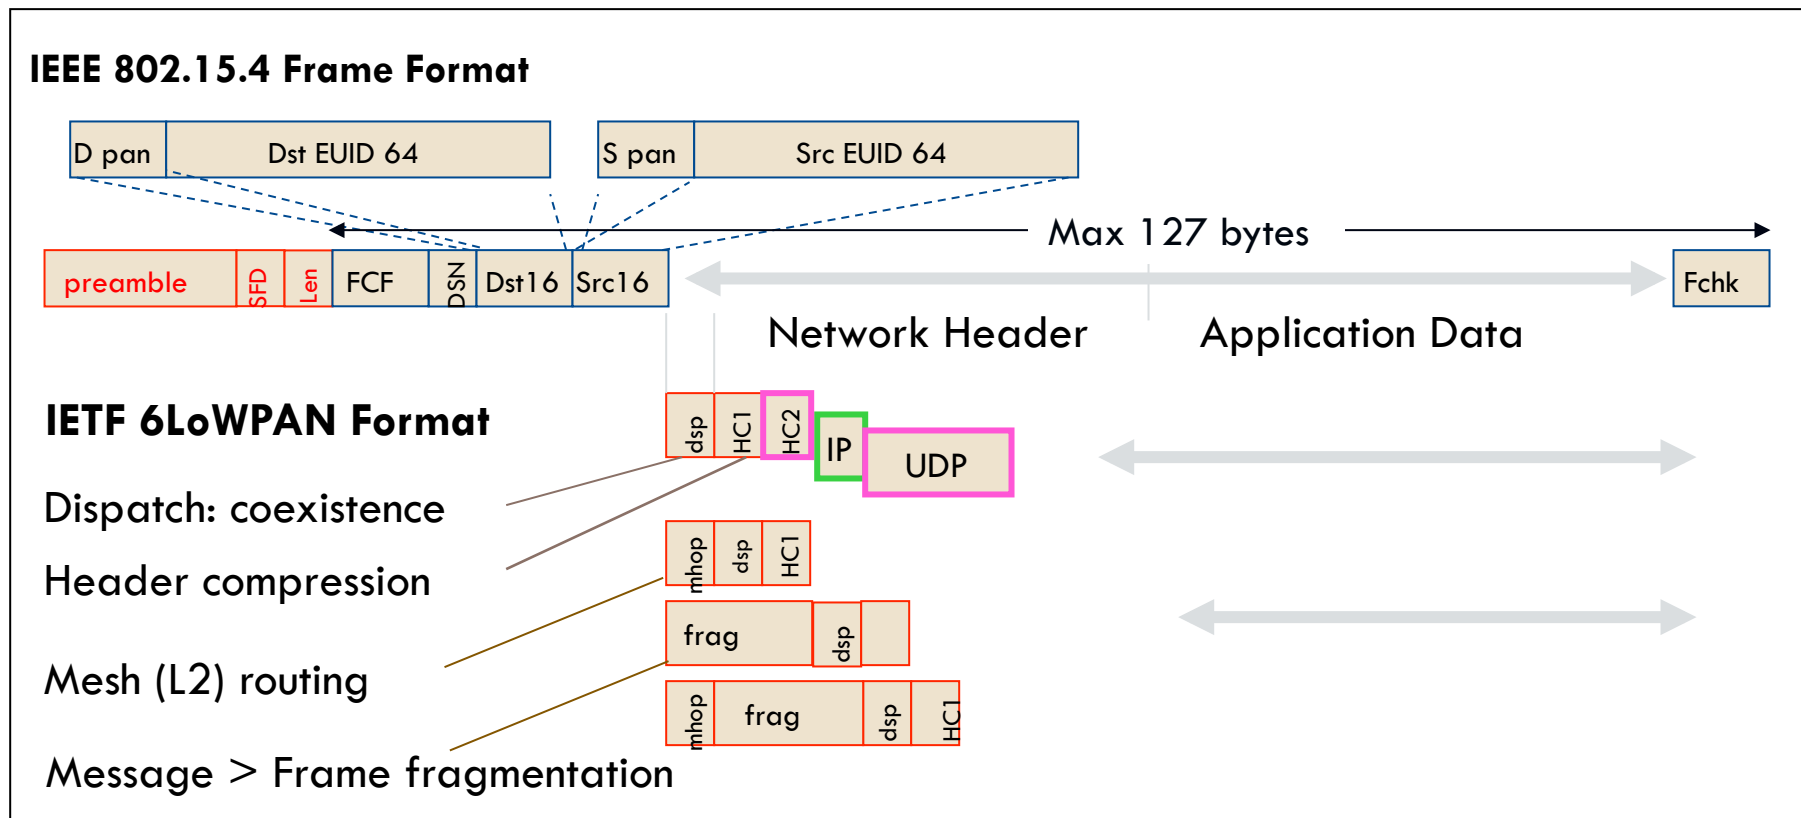 IEEE 802.15.4 Frame Format
D pan Dst EUID 64 S pan Src EUID 64
Max 127 bytes
preamble SFD Len FCF DSN Dst16 Src16 Fchk
Network Header Application Data
IETF 6LoWPAN Format
dsp HC1 HC2 IP UDP
Dispatch: coexistence
mhop dsp HC1
Header compression
frag dsp
Mesh (L2) routing
mhop frag dsp HC1
Message > Frame fragmentation